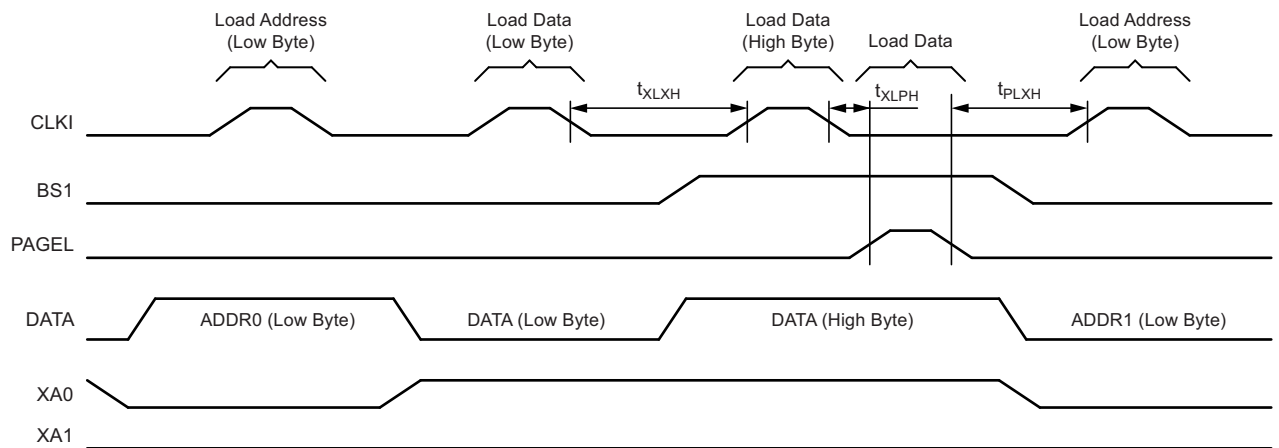 Load Address
(Low Byte)
Load Data
(Low Byte)
Load Data
(High Byte)
Load Data
Load Address
(Low Byte)
tXLXH
tXLPH
tPLXH
CLKI
BS1
PAGEL
DATA
ADDR0 (Low Byte)
DATA (Low Byte)
DATA (High Byte)
ADDR1 (Low Byte)
XA0
XA1